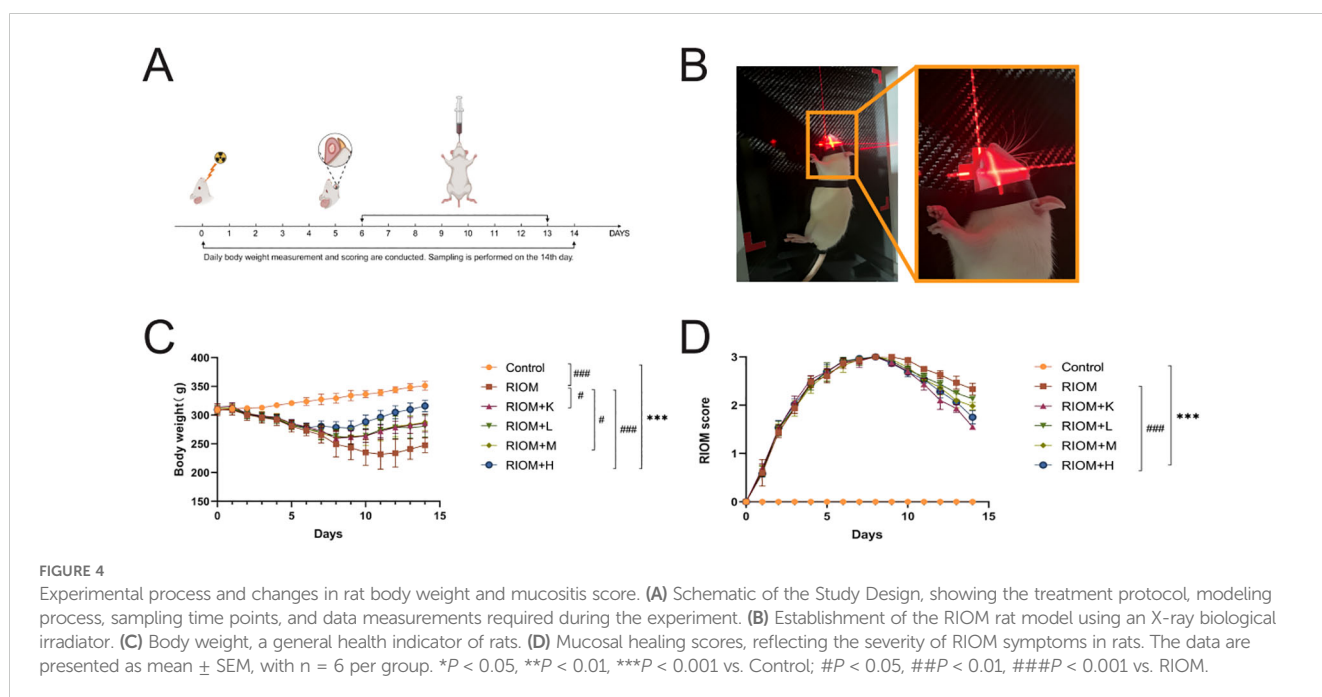 A
B
0 1 2 3 4 5 6 7 8 9 10 11 12 13 14 DAYS
Daily body weight measurement and scoring are conducted. Sampling is performed on the 14th day.
C
Body weight( g)
400
350
300
250
200
150
0 5 10 15
Days
Control
RIOM
RIOM+K
RIOM+L
RIOM+M
RIOM+H
###
#
#
###
***
D
RIOM score
3
2
1
0
0 5 10 15
Days
Control
RIOM
RIOM+K
RIOM+L
RIOM+M
RIOM+H
###
***
FIGURE 4
Experimental process and changes in rat body weight and mucositis score. (A) Schematic of the Study Design, showing the treatment protocol, modeling
process, sampling time points, and data measurements required during the experiment. (B) Establishment of the RIOM rat model using an X-ray biological
irradiator. (C) Body weight, a general health indicator of rats. (D) Mucosal healing scores, reflecting the severity of RIOM symptoms in rats. The data are
presented as mean ± SEM, with n = 6 per group. *P < 0.05, **P < 0.01, ***P < 0.001 vs. Control; #P < 0.05, ##P < 0.01, ###P < 0.001 vs. RIOM.